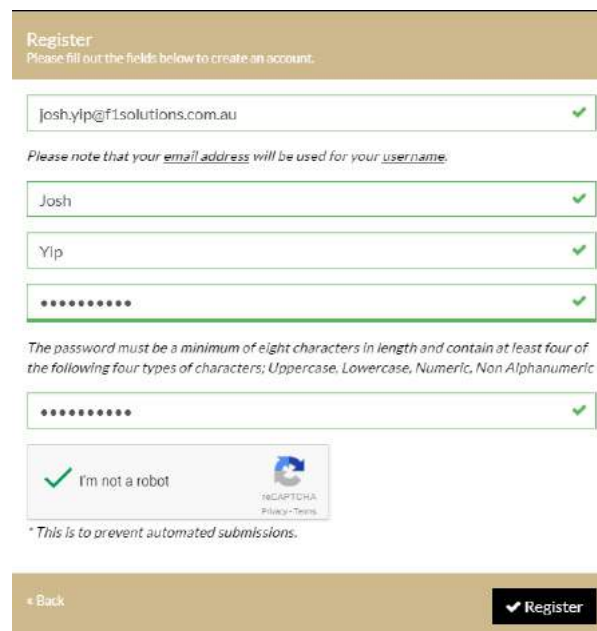 Register
Please fill out the fields below to create an account.
josh.yip@f1solutions.com.au
Please note that your email address will be used for your username.
Josh
Yip
••••••••••
The password must be a minimum of eight characters in length and contain at least four of
the following four types of characters; Uppercase, Lowercase, Numeric, Non Alphanumeric
••••••••••
I'm not a robot
reCAPTCHA
Privacy - Terms
* This is to prevent automated submissions.
« Back
Register